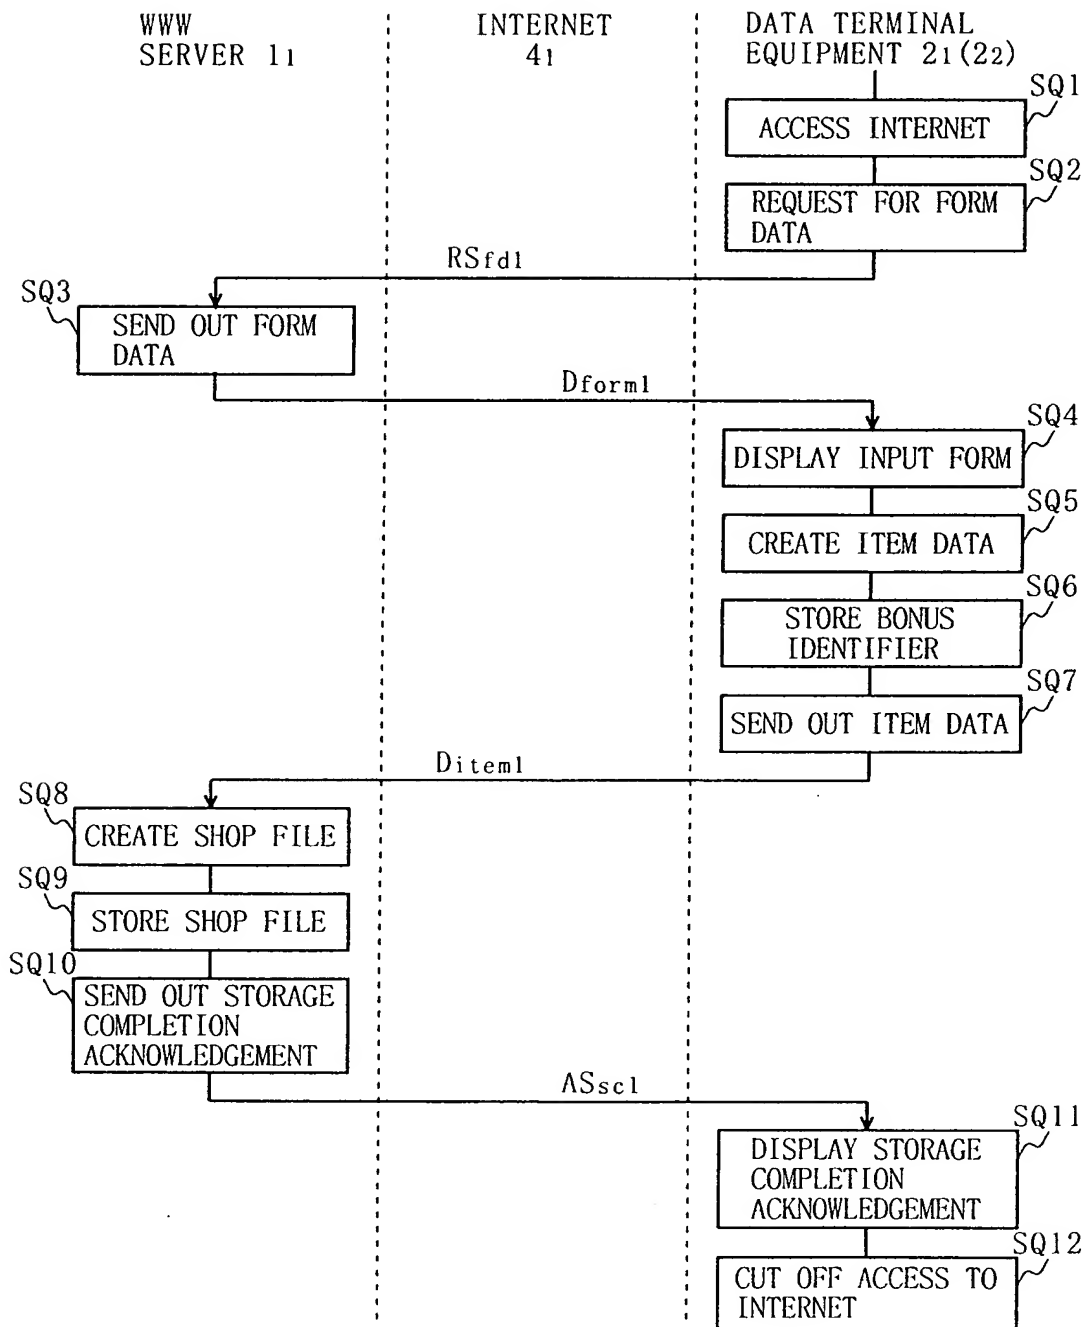 WWW
SERVER 11
INTERNET
41
DATA TERMINAL
EQUIPMENT 21(22)
SQ1
ACCESS INTERNET
SQ2
REQUEST FOR FORM
DATA
RSfd1
SQ3
SEND OUT FORM
DATA
Dform1
SQ4
DISPLAY INPUT FORM
SQ5
CREATE ITEM DATA
SQ6
STORE BONUS
IDENTIFIER
SQ7
SEND OUT ITEM DATA
Ditem1
SQ8
CREATE SHOP FILE
SQ9
STORE SHOP FILE
SQ10
SEND OUT STORAGE
COMPLETION
ACKNOWLEDGEMENT
ASsc1
SQ11
DISPLAY STORAGE
COMPLETION
ACKNOWLEDGEMENT
SQ12
CUT OFF ACCESS TO
INTERNET